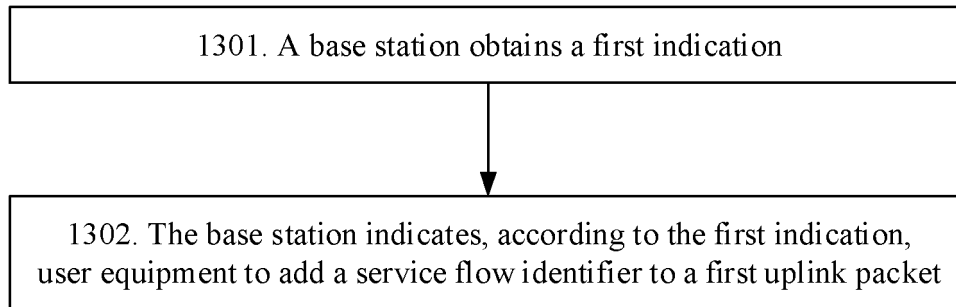 1301. A base station obtains a first indication
1302. The base station indicates, according to the first indication,
user equipment to add a service flow identifier to a first uplink packet